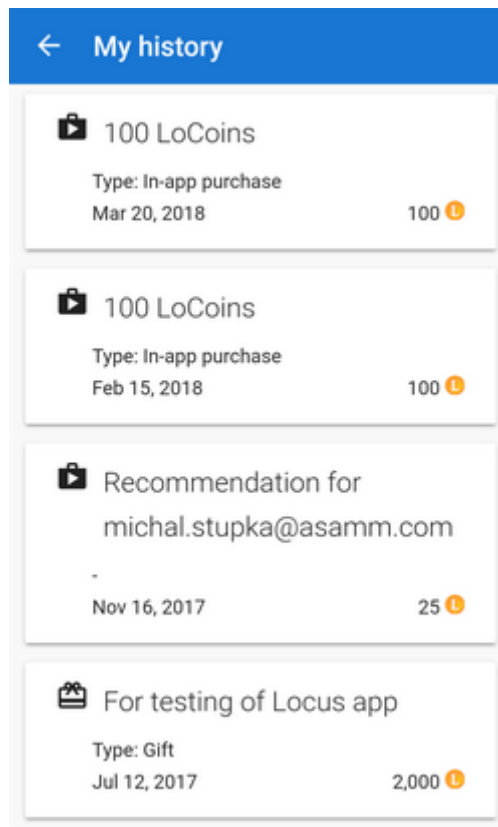 My history
100 LoCoins
Type: In-app purchase
Mar 20, 2018 100 L
100 LoCoins
Type: In-app purchase
Feb 15, 2018 100 L
Recommendation for
michal.stupka@asamm.com
-
Nov 16, 2017 25 L
For testing of Locus app
Type: Gift
Jul 12, 2017 2,000 L